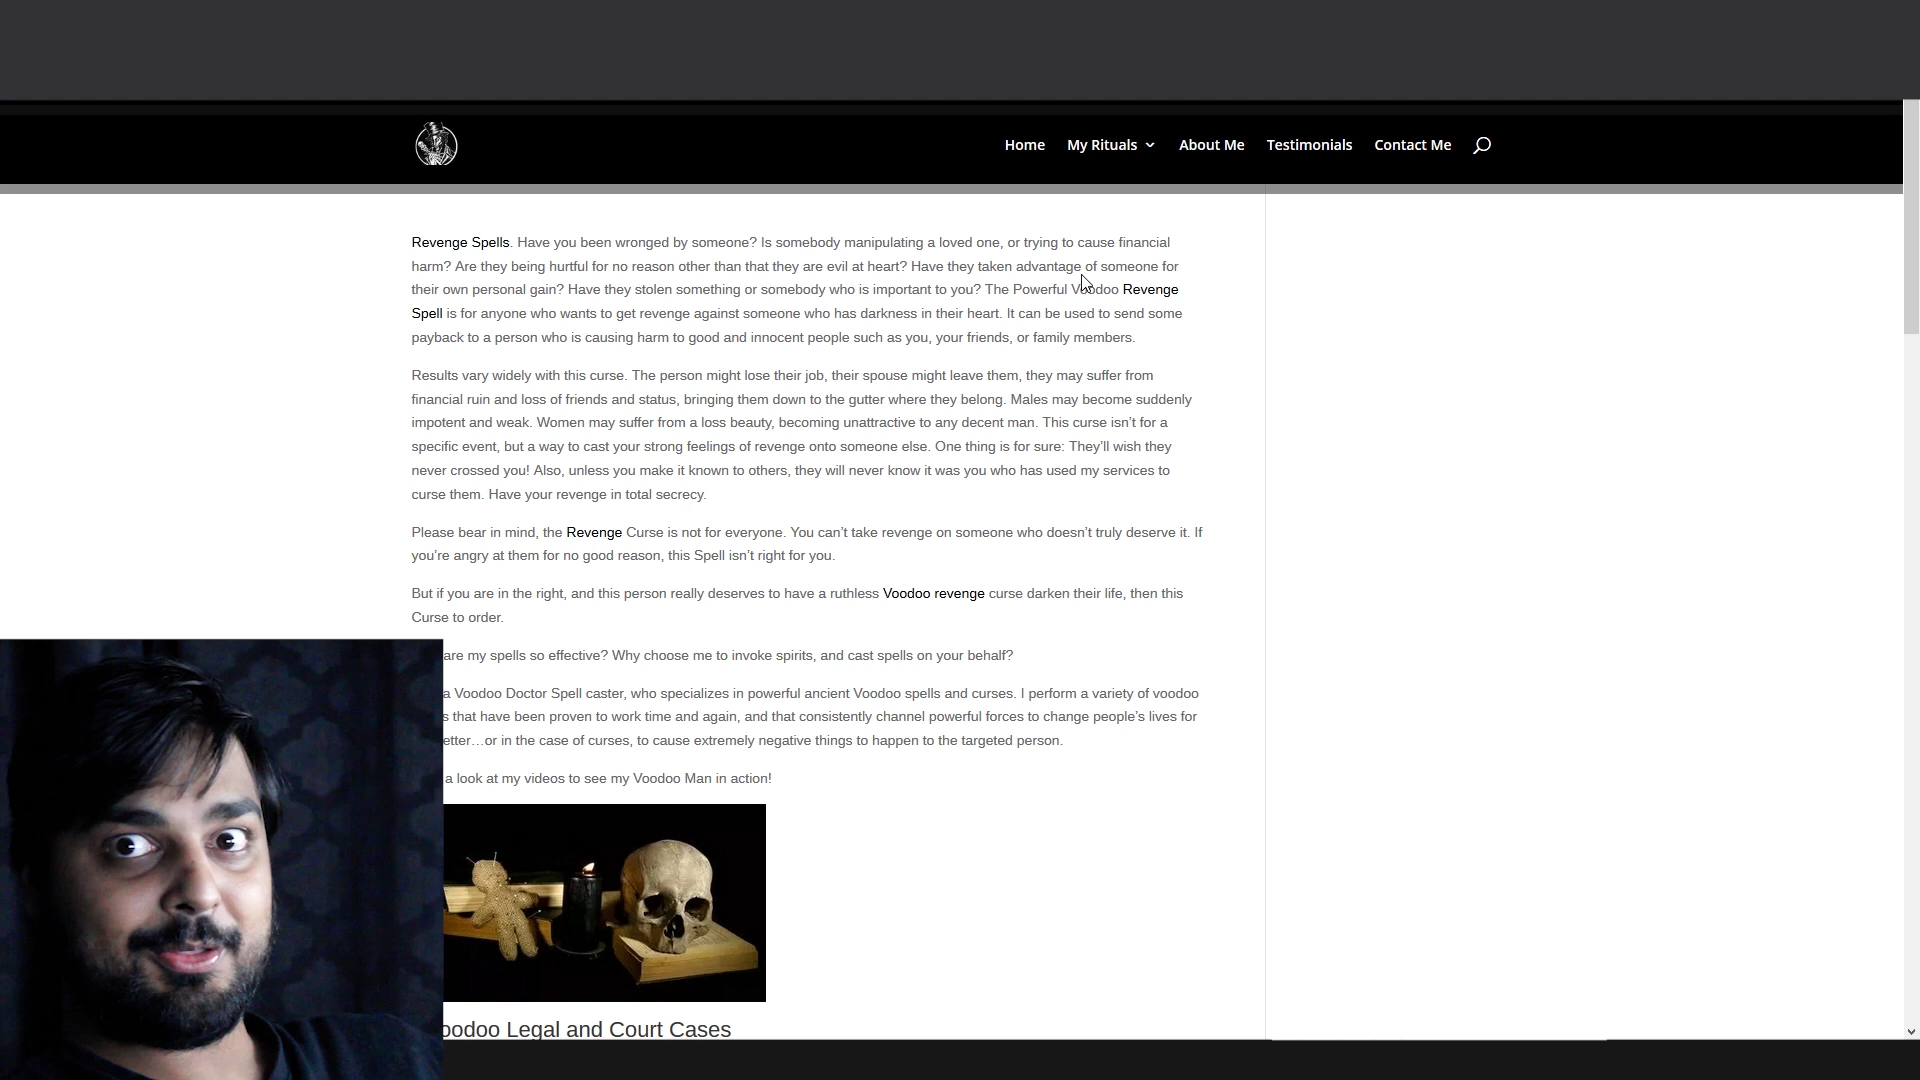 Home My Rituals About Me Testimonials Contact Me
Revenge Spells. Have you been wronged by someone? Is somebody manipulating a loved one, or trying to cause financial
harm? Are they being hurtful for no reason other than that they are evil at heart? Have they taken advantage of someone for
their own personal gain? Have they stolen something or somebody who is important to you? The Powerful Voodoo Revenge
Spell is for anyone who wants to get revenge against someone who has darkness in their heart. It can be used to send some
payback to a person who is causing harm to good and innocent people such as you, your friends, or family members.
Results vary widely with this curse. The person might lose their job, their spouse might leave them, they may suffer from
financial ruin and loss of friends and status, bringing them down to the gutter where they belong. Males may become suddenly
impotent and weak. Women may suffer from a loss beauty, becoming unattractive to any decent man. This curse isn’t for a
specific event, but a way to cast your strong feelings of revenge onto someone else. One thing is for sure: They’ll wish they
never crossed you! Also, unless you make it known to others, they will never know it was you who has used my services to
curse them. Have your revenge in total secrecy.
Please bear in mind, the Revenge Curse is not for everyone. You can’t take revenge on someone who doesn’t truly deserve it. If
you’re angry at them for no good reason, this Spell isn’t right for you.
But if you are in the right, and this person really deserves to have a ruthless Voodoo revenge curse darken their life, then this
Curse to order.
are my spells so effective? Why choose me to invoke spirits, and cast spells on your behalf?
a Voodoo Doctor Spell caster, who specializes in powerful ancient Voodoo spells and curses. I perform a variety of voodoo
that have been proven to work time and again, and that consistently channel powerful forces to change people’s lives for
etter…or in the case of curses, to cause extremely negative things to happen to the targeted person.
a look at my videos to see my Voodoo Man in action!
oodoo Legal and Court Cases